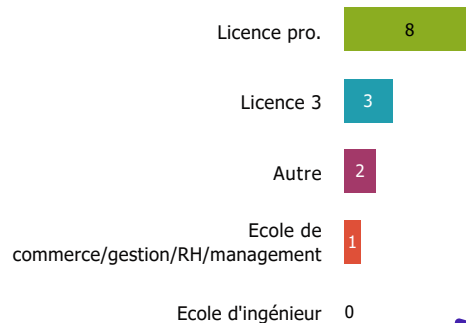 Licence pro. 8
Licence 3 3
Autre 2
Ecole de
commerce/gestion/RH/management 1
Ecole d'ingénieur 0